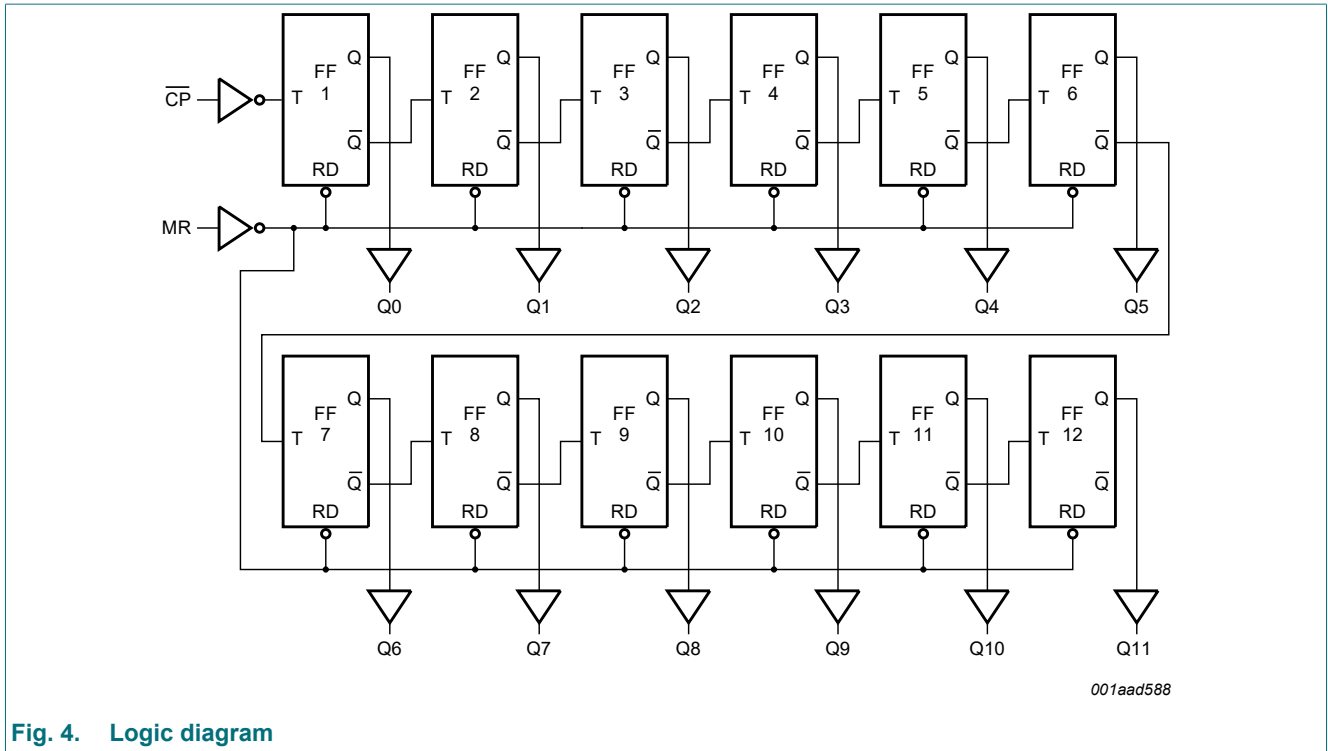 Q Q Q Q Q Q
FF FF FF FF FF FF
C̅P̅ T 1 T 2 T 3 T 4 T 5 T 6
Q̅ Q̅ Q̅ Q̅ Q̅ Q̅
RD RD RD RD RD RD
MR
Q0 Q1 Q2 Q3 Q4 Q5
Q Q Q Q Q Q
FF FF FF FF FF FF
T 7 T 8 T 9 T 10 T 11 T 12
Q̅ Q̅ Q̅ Q̅ Q̅ Q̅
RD RD RD RD RD RD
Q6 Q7 Q8 Q9 Q10 Q11
001aad588
Fig. 4. Logic diagram